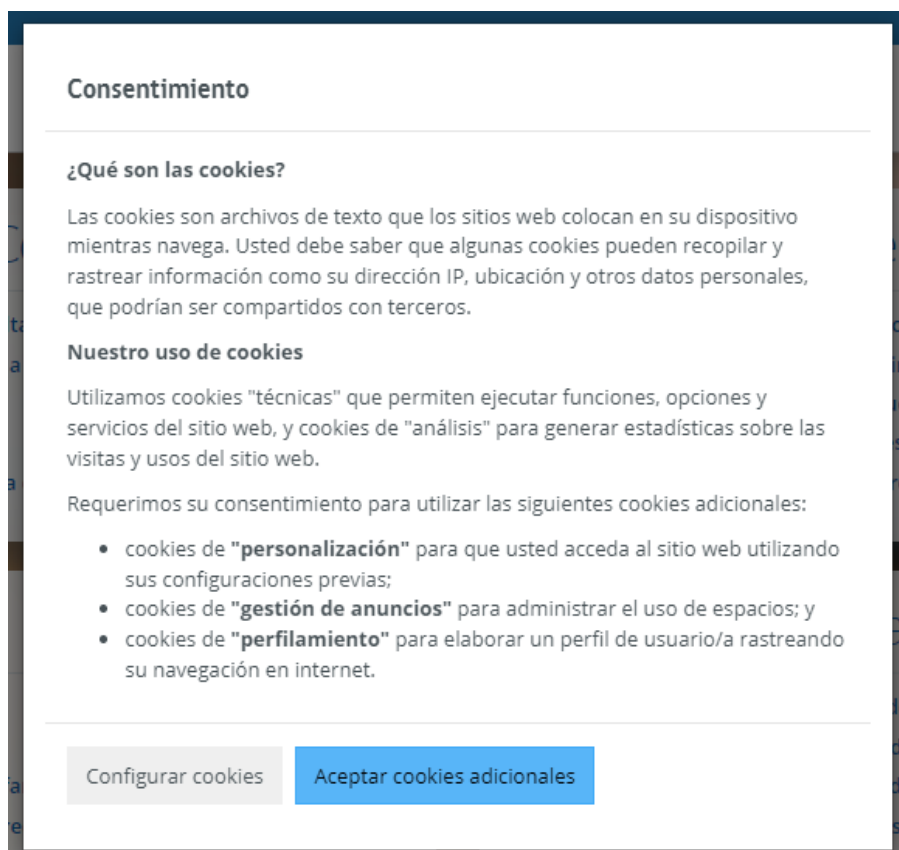 Consentimiento
¿Qué son las cookies?
Las cookies son archivos de texto que los sitios web colocan en su dispositivo
mientras navega. Usted debe saber que algunas cookies pueden recopilar y
rastrear información como su dirección IP, ubicación y otros datos personales,
que podrían ser compartidos con terceros.
Nuestro uso de cookies
Utilizamos cookies "técnicas" que permiten ejecutar funciones, opciones y
servicios del sitio web, y cookies de "análisis" para generar estadísticas sobre las
visitas y usos del sitio web.
Requerimos su consentimiento para utilizar las siguientes cookies adicionales:
• cookies de "personalización" para que usted acceda al sitio web utilizando
sus configuraciones previas;
• cookies de "gestión de anuncios" para administrar el uso de espacios; y
• cookies de "perfilamiento" para elaborar un perfil de usuario/a rastreando
su navegación en internet.
Configurar cookies
Aceptar cookies adicionales